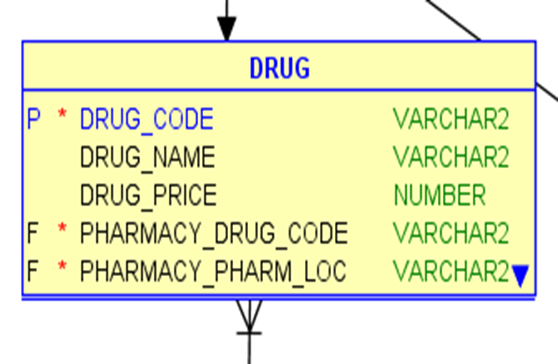 DRUG
P * DRUG_CODE VARCHAR2
DRUG_NAME VARCHAR2
DRUG_PRICE NUMBER
F * PHARMACY_DRUG_CODE VARCHAR2
F * PHARMACY_PHARM_LOC VARCHAR2